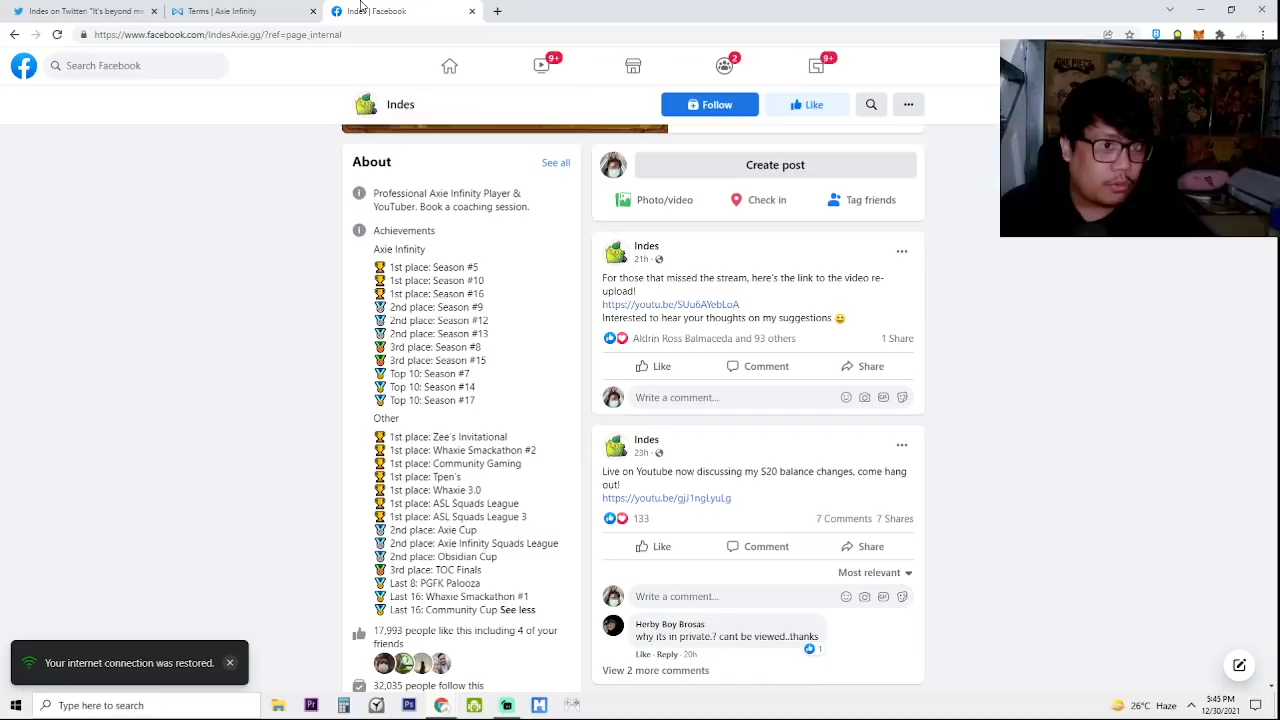 Indes on Twitter: "It's beyond m
Terms | Axie Infinity
Facebook
https://www.facebook.com/IndesAxie.gg/?ref=page_internal
Search Facebook
9+
2
9+
Indes
Follow
Like
About
See all
Professional Axie Infinity Player &
YouTuber. Book a coaching session.
Achievements
Axie Infinity
1st place: Season #5
1st place: Season #10
1st place: Season #16
2nd place: Season #9
2nd place: Season #12
2nd place: Season #13
3rd place: Season #8
3rd place: Season #15
Top 10: Season #7
Top 10: Season #14
Top 10: Season #17
Other
1st place: Zee's Invitational
1st place: Whaxie Smackathon #2
1st place: Community Gaming
1st place: Tpen's
1st place: Whaxie 3.0
1st place: ASL Squads League
1st place: ASL Squads League 3
2nd place: Axie Cup
2nd place: Axie Infinity Squads League
2nd place: Obsidian Cup
3rd place: TOC Finals
Last 8: PGFK Palooza
Last 16: Whaxie Smackathon #1
Last 16: Community Cup See less
17,993 people like this including 4 of your
friends
32,035 people follow this
Create post
Photo/video
Check in
Tag friends
Indes
21h
For those that missed the stream, here's the link to the video re-
upload!
https://youtu.be/SUu6AYebLoA
Interested to hear your thoughts on my suggestions 😀
Aldrin Ross Balmaceda and 93 others
1 Share
Like
Comment
Share
Write a comment...
GIF
Indes
23h
Live on Youtube now discussing my S20 balance changes, come hang
out!
https://youtu.be/gjJ1ngLyuLg
133
7 Comments 7 Shares
Like
Comment
Share
Most relevant
Write a comment...
GIF
Herby Boy Brosas
why its in private.? cant be viewed..thanks
1
Like · Reply · 20h
View 2 more comments
ONE PIECE
Your internet connection was restored.
Type here to search
Pr
Ps
26°C Haze
5:45 PM
12/30/2021